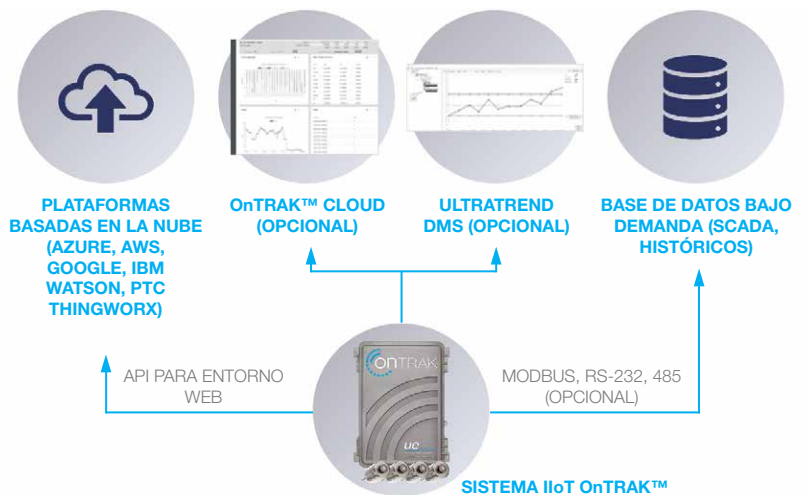 PLATAFORMAS
BASADAS EN LA NUBE
(AZURE, AWS,
GOOGLE, IBM
WATSON, PTC
THINGWORX)
OnTRAK™ CLOUD
(OPCIONAL)
ULTRATREND
DMS (OPCIONAL)
BASE DE DATOS BAJO
DEMANDA (SCADA,
HISTÓRICOS)
API PARA ENTORNO
WEB
MODBUS, RS-232, 485
(OPCIONAL)
onTRAK
ue
SISTEMA IIoT OnTRAK™